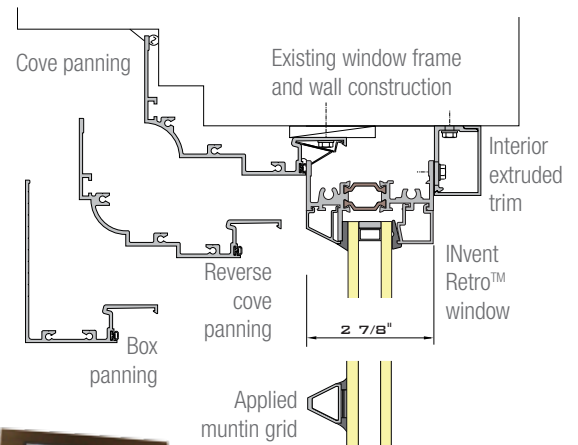 Cove panning
Existing window frame
and wall construction
Interior
extruded
trim
INvent
Retro™
window
Reverse
cove
panning
2 7/8"
Box
panning
Applied
muntin grid